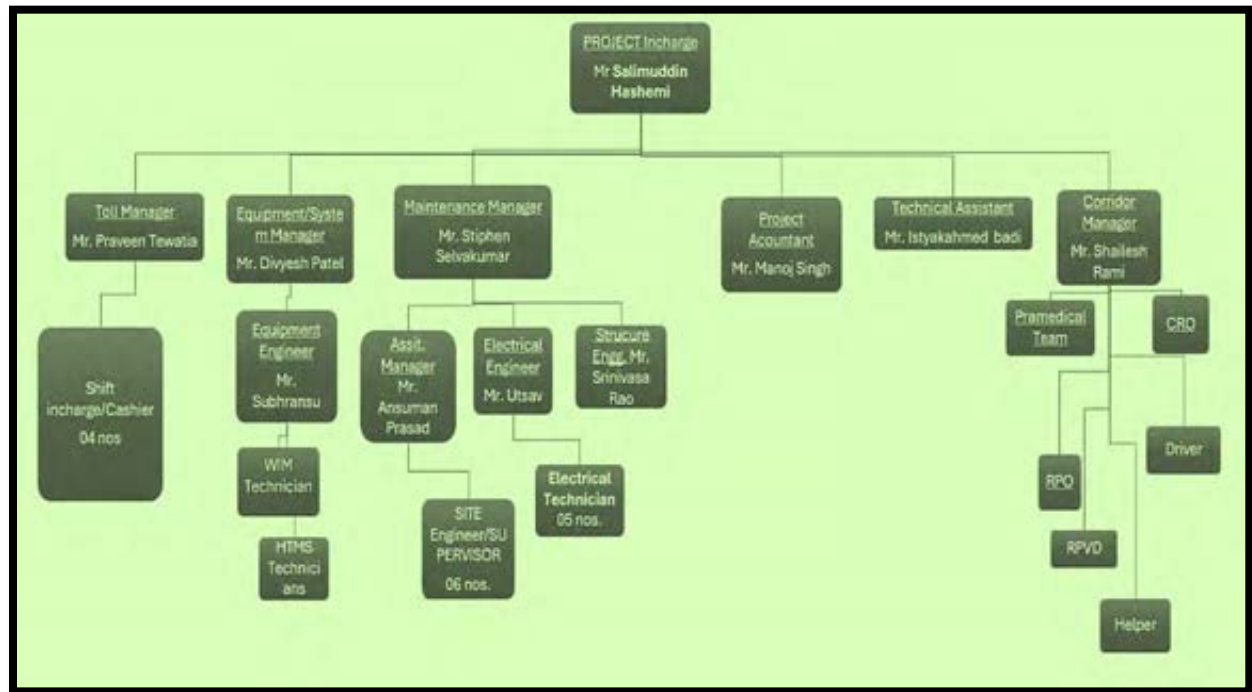 PROJECT Incharge
Mr Salimuddin
Hashemi
Toll Manager
Mr. Praveen Tewatia
Equipment/Syste
m Manager
Mr. Divyesh Patel
Maintenance Manager
Mr. Stiphen
Selvakumar
Project
Acountant
Mr. Manoj Singh
Technical Assistant
Mr. Istyakahmed badi
Corridor
Manager
Mr. Shailesh
Rami
Shift
incharge/Cashier
04 nos
Equipment
Engineer
Mr.
Subhransu
WIM
Technician
HTMS
Technici
ans
Assit.
Manager
Mr.
Ansuman
Prasad
SITE
Engineer/SU
PERVISOR
06 nos.
Electrical
Engineer
Mr. Utsav
Electrical
Technician
05 nos.
Strucure
Engg. Mr.
Srinivasa
Rao
Pramedical
Team
CRO
RPO
Driver
RPVD
Helper